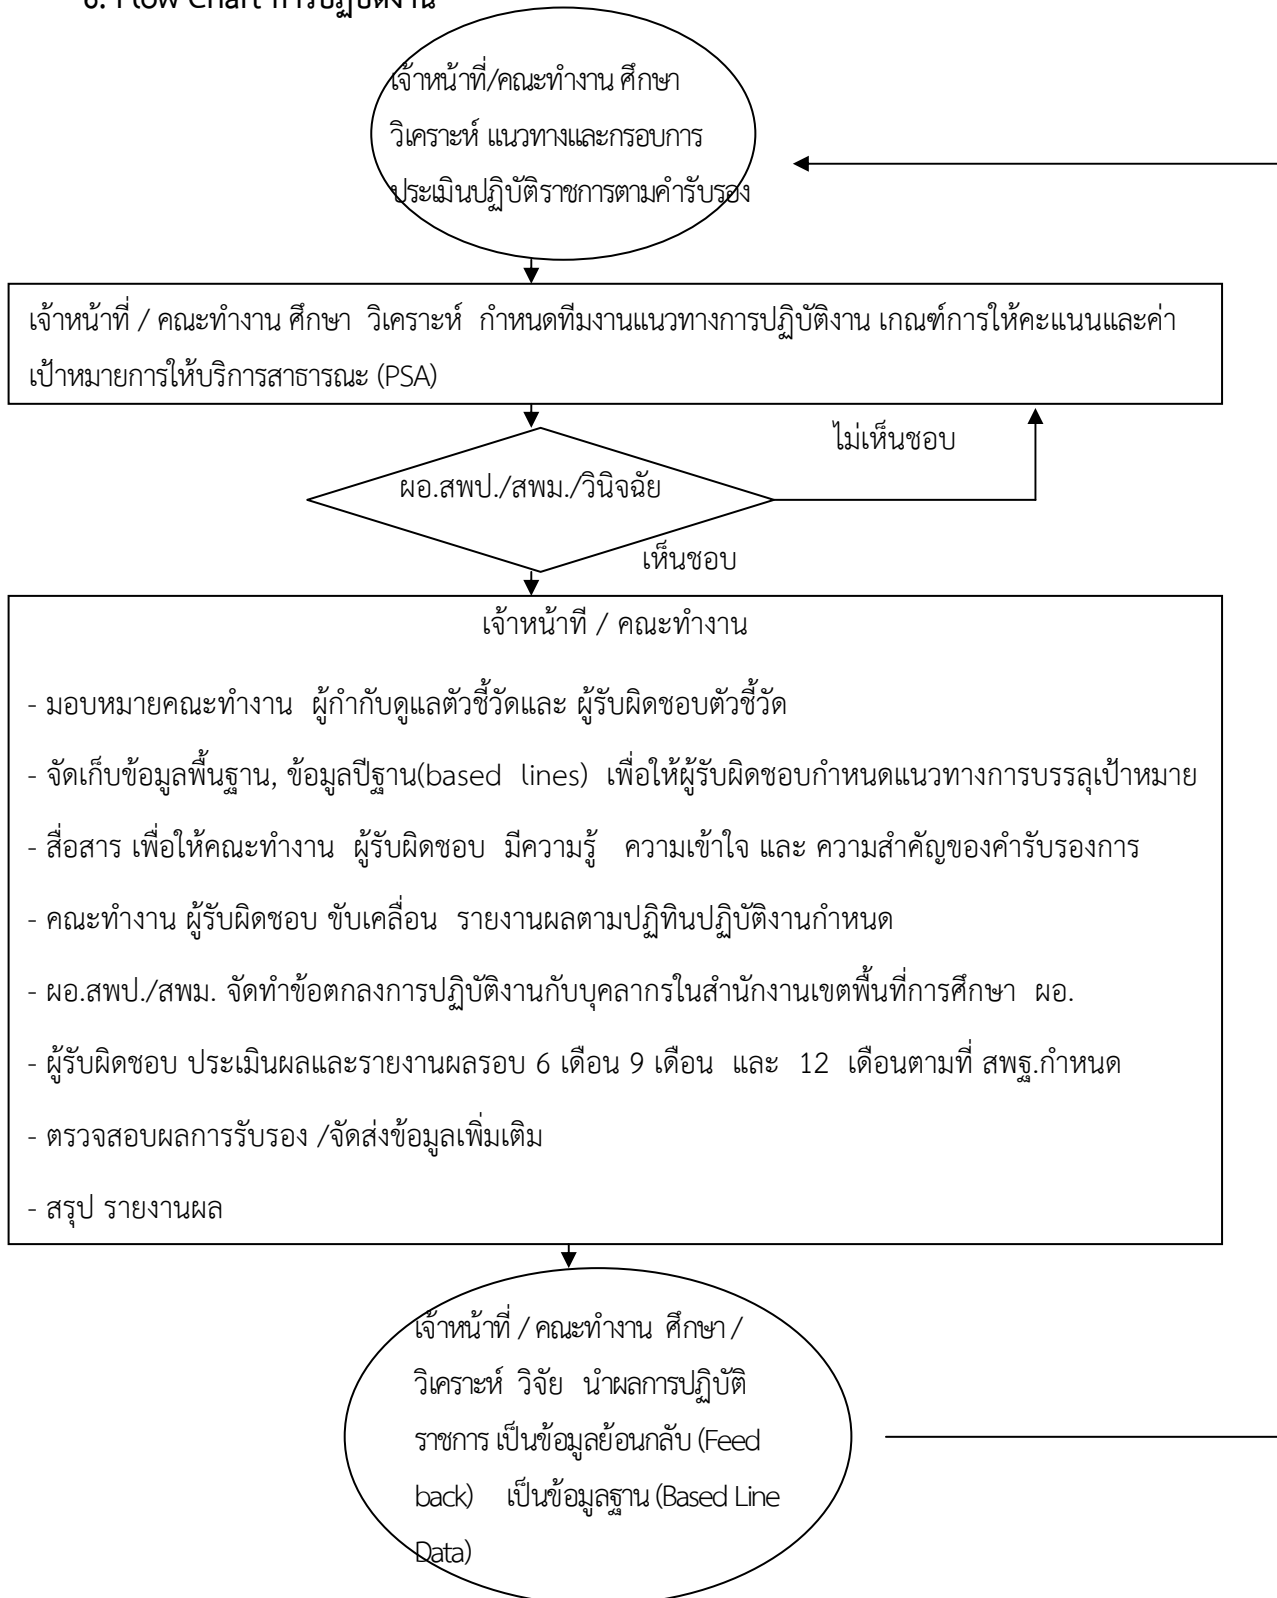 6. Flow Chart การปฏิบัติงาน
เจ้าหน้าที่/คณะทำงาน ศึกษา
วิเคราะห์ แนวทางและกรอบการ
ประเมินปฏิบัติราชการตามคำรับรอง
เจ้าหน้าที่ / คณะทำงาน ศึกษา วิเคราะห์ กำหนดทีมงานแนวทางการปฏิบัติงาน เกณฑ์การให้คะแนนและค่า
เป้าหมายการให้บริการสาธารณะ (PSA)
ไม่เห็นชอบ
ผอ.สพป./สพม./วินิจฉัย
เห็นชอบ
เจ้าหน้าที / คณะทำงาน
- มอบหมายคณะทำงาน ผู้กำกับดูแลตัวชี้วัดและ ผู้รับผิดชอบตัวชี้วัด
- จัดเก็บข้อมูลพื้นฐาน, ข้อมูลปีฐาน(based lines) เพื่อให้ผู้รับผิดชอบกำหนดแนวทางการบรรลุเป้าหมาย
- สื่อสาร เพื่อให้คณะทำงาน ผู้รับผิดชอบ มีความรู้ ความเข้าใจ และ ความสำคัญของคำรับรองการ
- คณะทำงาน ผู้รับผิดชอบ ขับเคลื่อน รายงานผลตามปฏิทินปฏิบัติงานกำหนด
- ผอ.สพป./สพม. จัดทำข้อตกลงการปฏิบัติงานกับบุคลากรในสำนักงานเขตพื้นที่การศึกษา ผอ.
- ผู้รับผิดชอบ ประเมินผลและรายงานผลรอบ 6 เดือน 9 เดือน และ 12 เดือนตามที่ สพฐ.กำหนด
- ตรวจสอบผลการรับรอง /จัดส่งข้อมูลเพิ่มเติม
- สรุป รายงานผล
เจ้าหน้าที่ / คณะทำงาน ศึกษา /
วิเคราะห์ วิจัย นำผลการปฏิบัติ
ราชการ เป็นข้อมูลย้อนกลับ (Feed
back) เป็นข้อมูลฐาน (Based Line
Data)